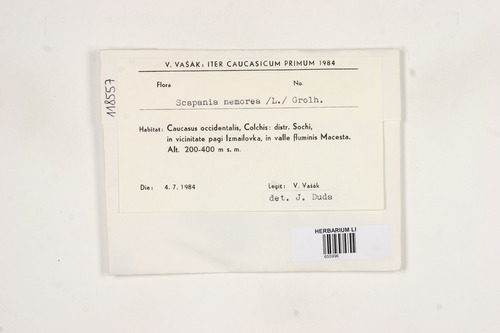 V. VAŠÁK: ITER CAUCASICUM PRIMUM 1984
Flora No.
Scapania nemorea /L./ Grolh.
Habitat: Caucasus occidentalis, Colchis: distr. Sochi,
in vicinitate pagi Izmailovka, in valle fluminis Macesta.
Alt. 200-400 m s. m.
Die: 4. 7. 1984 Legit: V. Vašák
det. J. Duda
118557
HERBARIUM LI